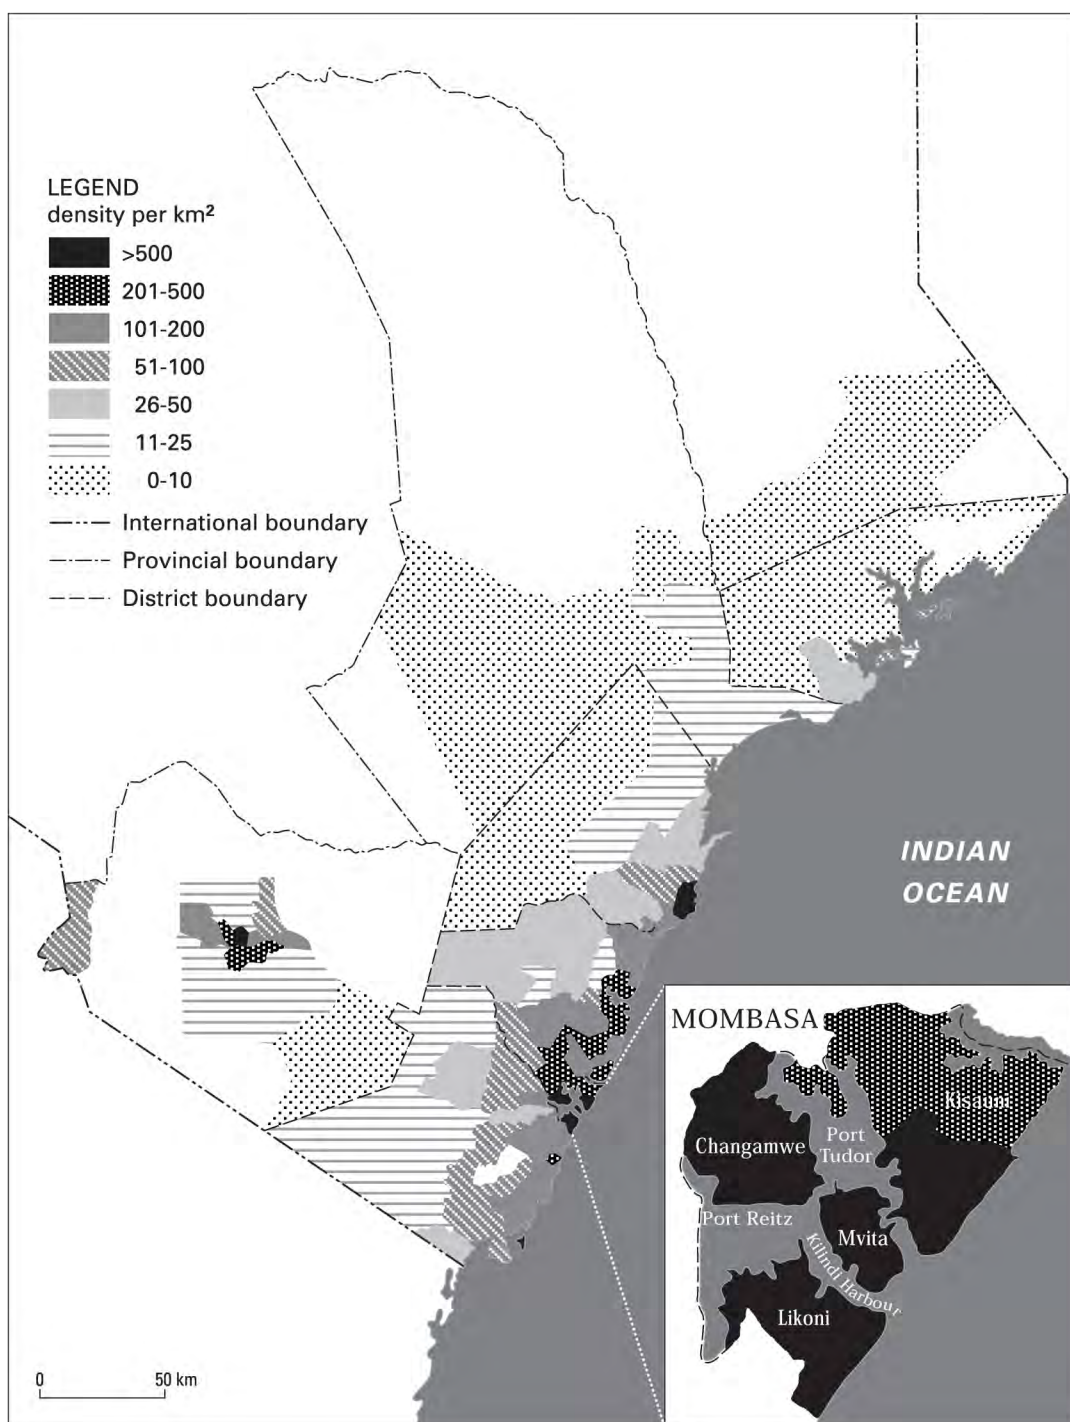 LEGEND
density per km²
>500
201-500
101-200
51-100
26-50
11-25
0-10
International boundary
Provincial boundary
District boundary
INDIAN
OCEAN
MOMBASA
Kisauni
Port
Tudor
Changamwe
Port Reitz
Mvita
Kilindi Harbour
Likoni
0 50 km